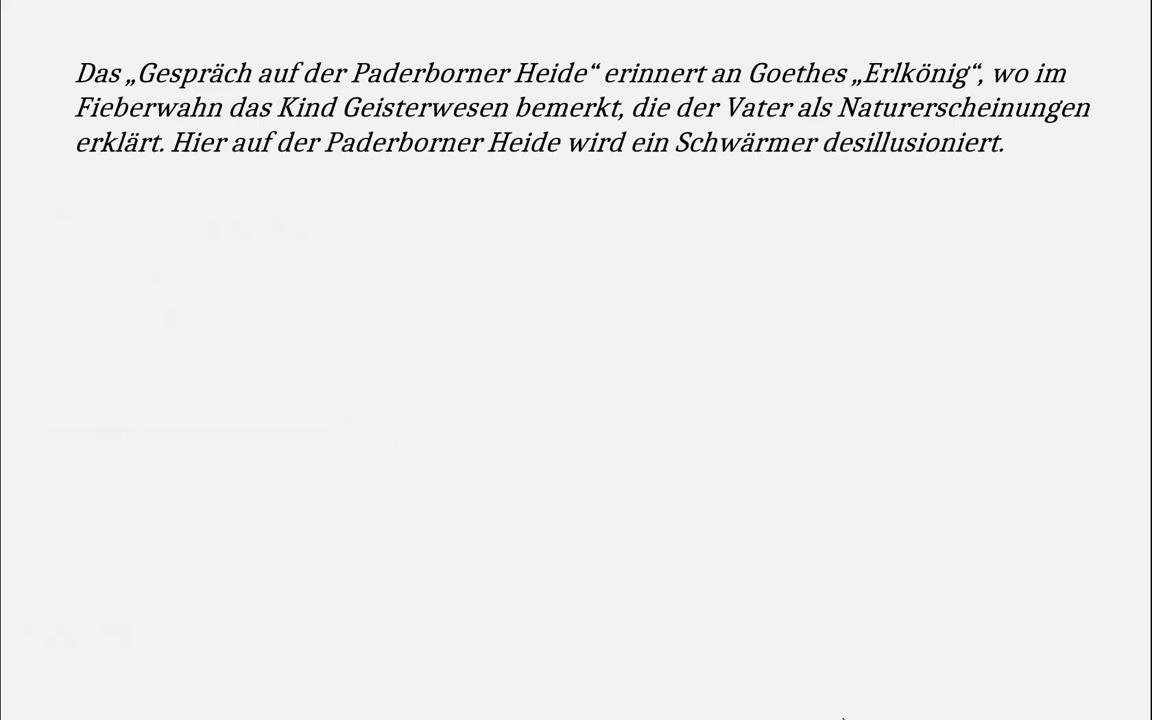 Das „Gespräch auf der Paderborner Heide“ erinnert an Goethes „Erlkönig“, wo im
Fieberwahn das Kind Geisterwesen bemerkt, die der Vater als Naturerscheinungen
erklärt. Hier auf der Paderborner Heide wird ein Schwärmer desillusioniert.